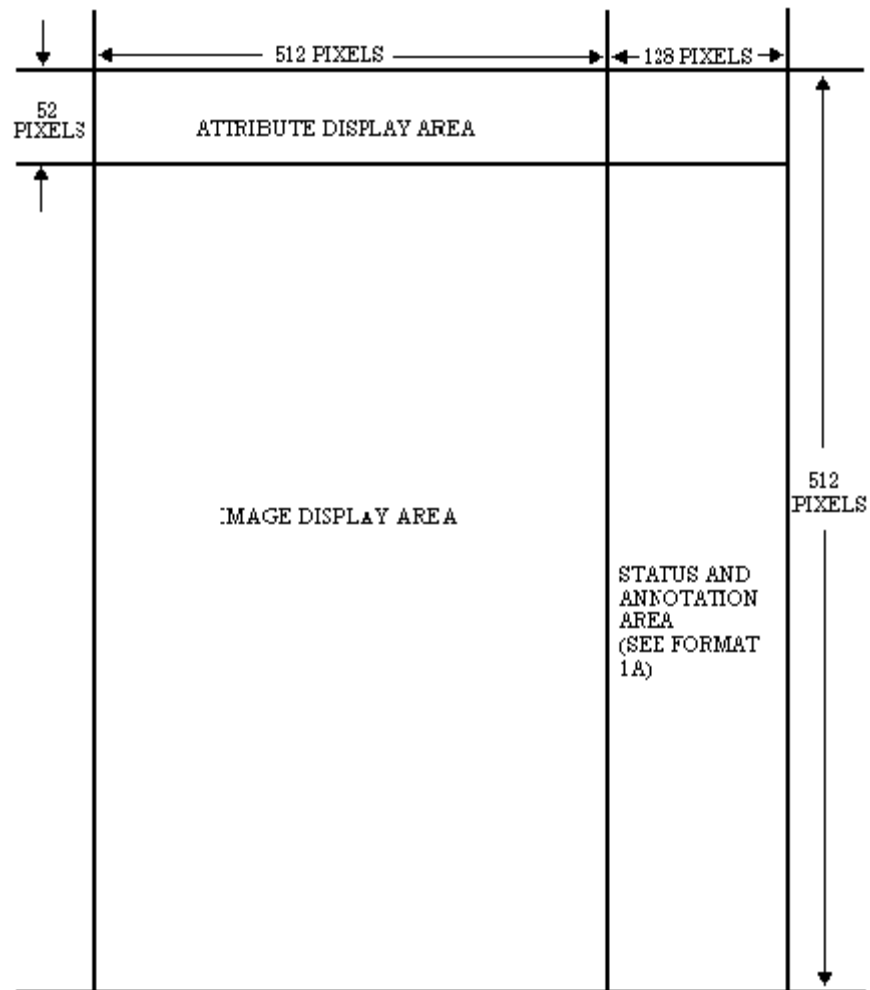 512 PIXELS
128 PIXELS
52
PIXELS
ATTRIBUTE DISPLAY AREA
IMAGE DISPLAY AREA
512
PIXELS
STATUS AND
ANNOTATION
AREA
(SEE FORMAT
1A)